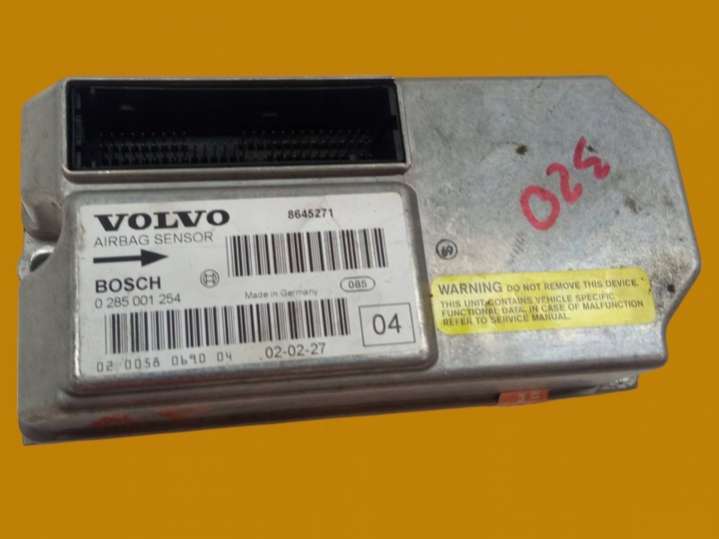 VOLVO 8645271
AIRBAG SENSOR
BOSCH
0 285 001 254 Made in Germany 085
04
02 0058 0690 04 02-02-27
WARNING DO NOT REMOVE THIS DEVICE.
THIS UNIT CONTAINS VEHICLE SPECIFIC
FUNCTIONAL DATA, IN CASE OF MALFUNCTION
REFER TO SERVICE MANUAL.